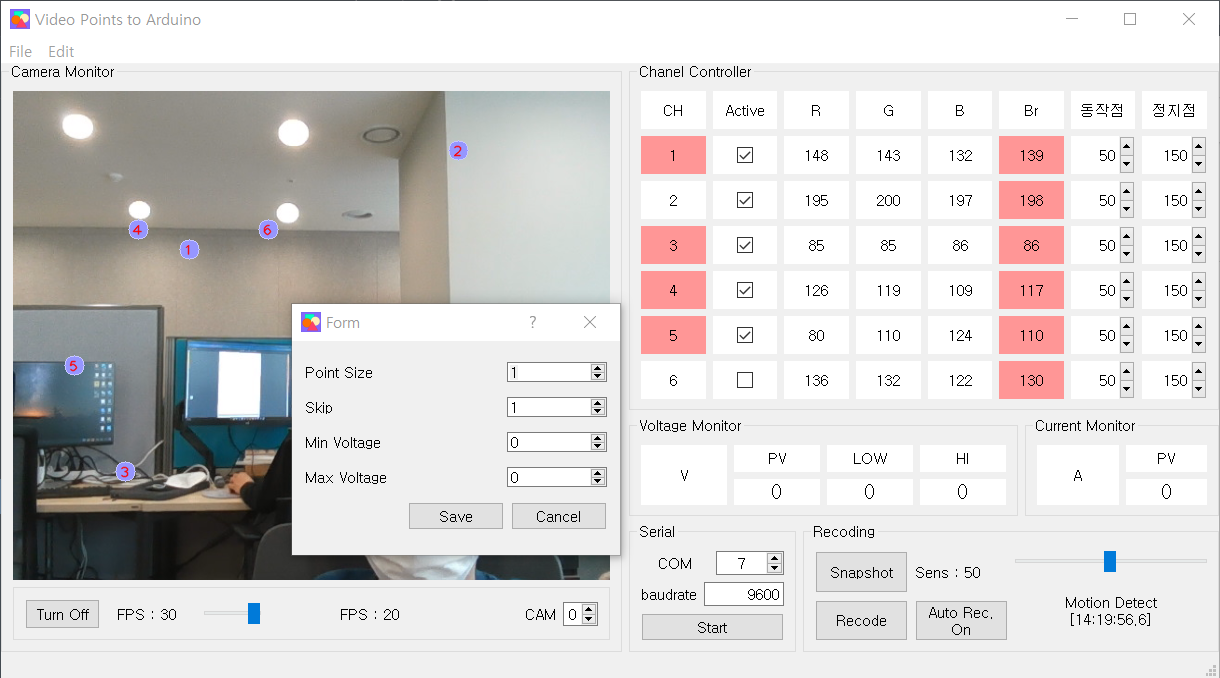 Video Points to Arduino
File Edit
Camera Monitor
2
4
6
1
5
3
Form ?
Point Size 1
Skip 1
Min Voltage 0
Max Voltage 0
Save Cancel
Turn Off FPS : 30 FPS : 20 CAM 0
Chanel Controller
CH Active R G B Br 동작점 정지점
1 148 143 132 139 50 150
2 195 200 197 198 50 150
3 85 85 86 86 50 150
4 126 119 109 117 50 150
5 80 110 124 110 50 150
6 136 132 122 130 50 150
Voltage Monitor
V PV LOW HI
0 0 0
Current Monitor
A PV
0
Serial
COM 7
baudrate 9600
Start
Recoding
Snapshot Sens : 50
Recode Auto Rec,
On
Motion Detect
[14:19:56,6]